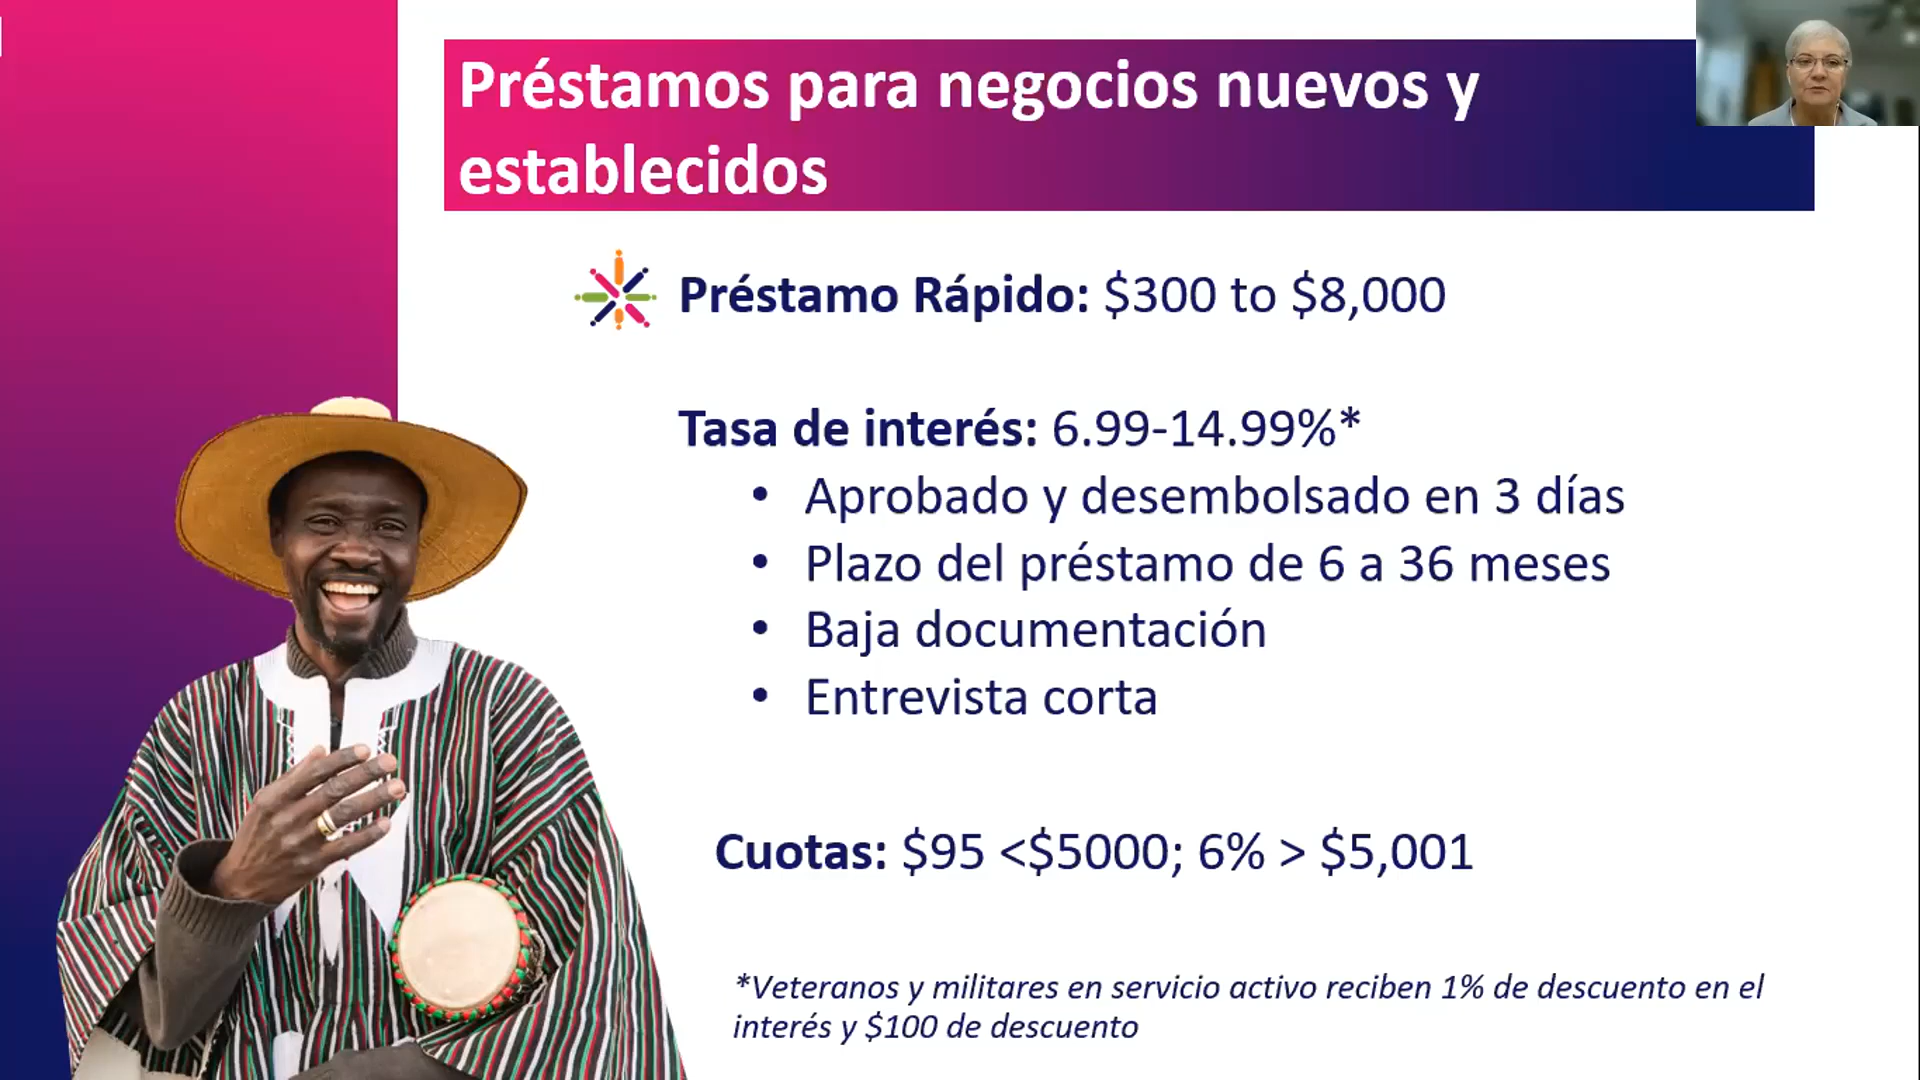 Préstamos para negocios nuevos y
establecidos
Préstamo Rápido: $300 to $8,000
Tasa de interés: 6.99-14.99%*
• Aprobado y desembolsado en 3 días
• Plazo del préstamo de 6 a 36 meses
• Baja documentación
• Entrevista corta
Cuotas: $95 <$5000; 6% > $5,001
*Veteranos y militares en servicio activo reciben 1% de descuento en el
interés y $100 de descuento